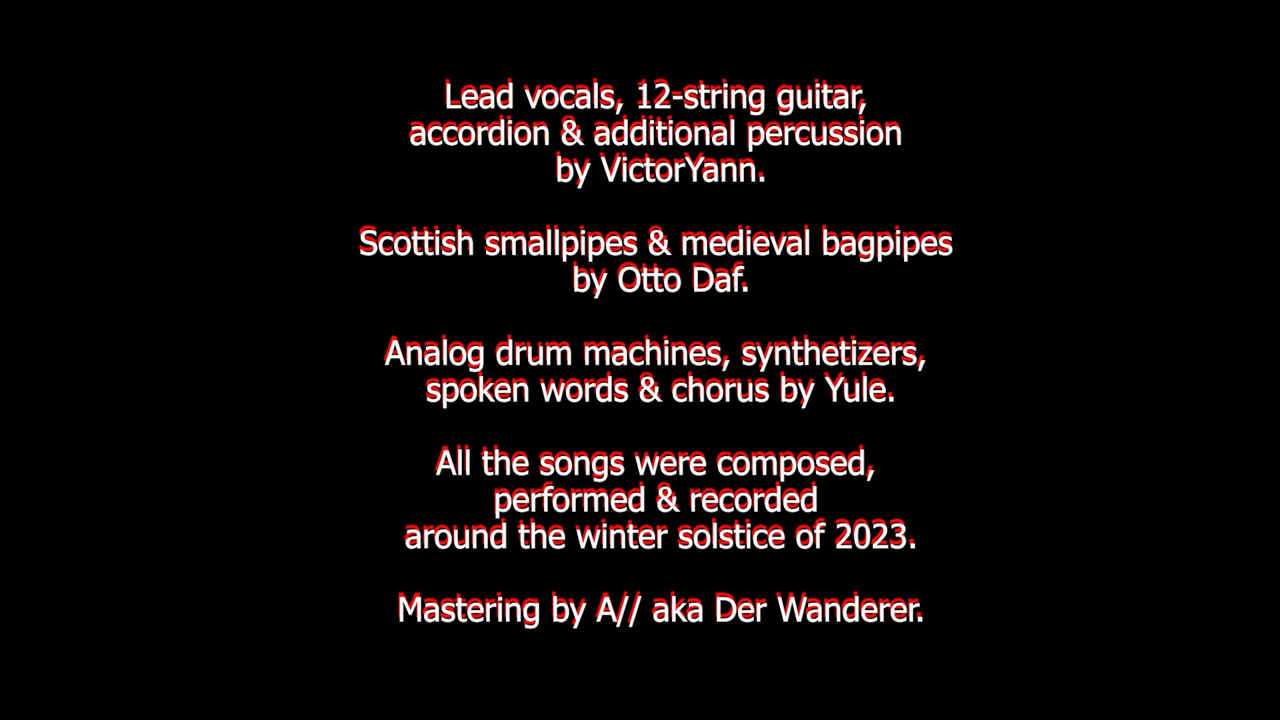 Lead vocals, 12-string guitar,
accordion & additional percussion
by VictorYann.
Scottish smallpipes & medieval bagpipes
by Otto Daf.
Analog drum machines, synthetizers,
spoken words & chorus by Yule.
All the songs were composed,
performed & recorded
around the winter solstice of 2023.
Mastering by A// aka Der Wanderer.